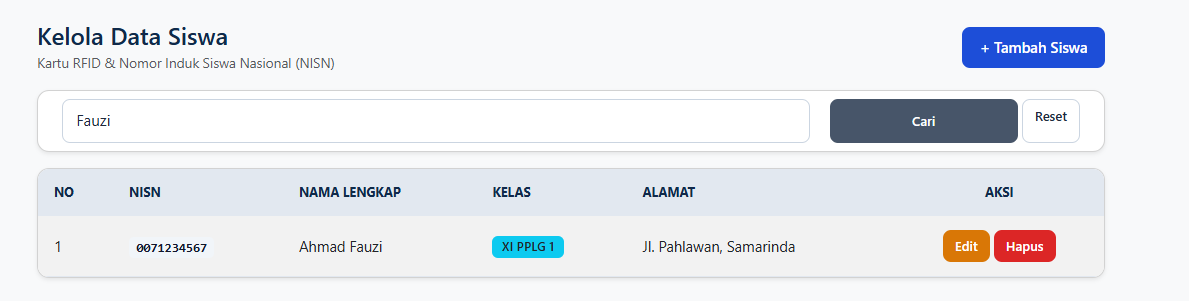 Kelola Data Siswa
Kartu RFID & Nomor Induk Siswa Nasional (NISN)
+ Tambah Siswa
Fauzi
Cari
Reset
NO NISN NAMA LENGKAP KELAS ALAMAT AKSI
1 0071234567 Ahmad Fauzi XI PPLG 1 Jl. Pahlawan, Samarinda Edit Hapus